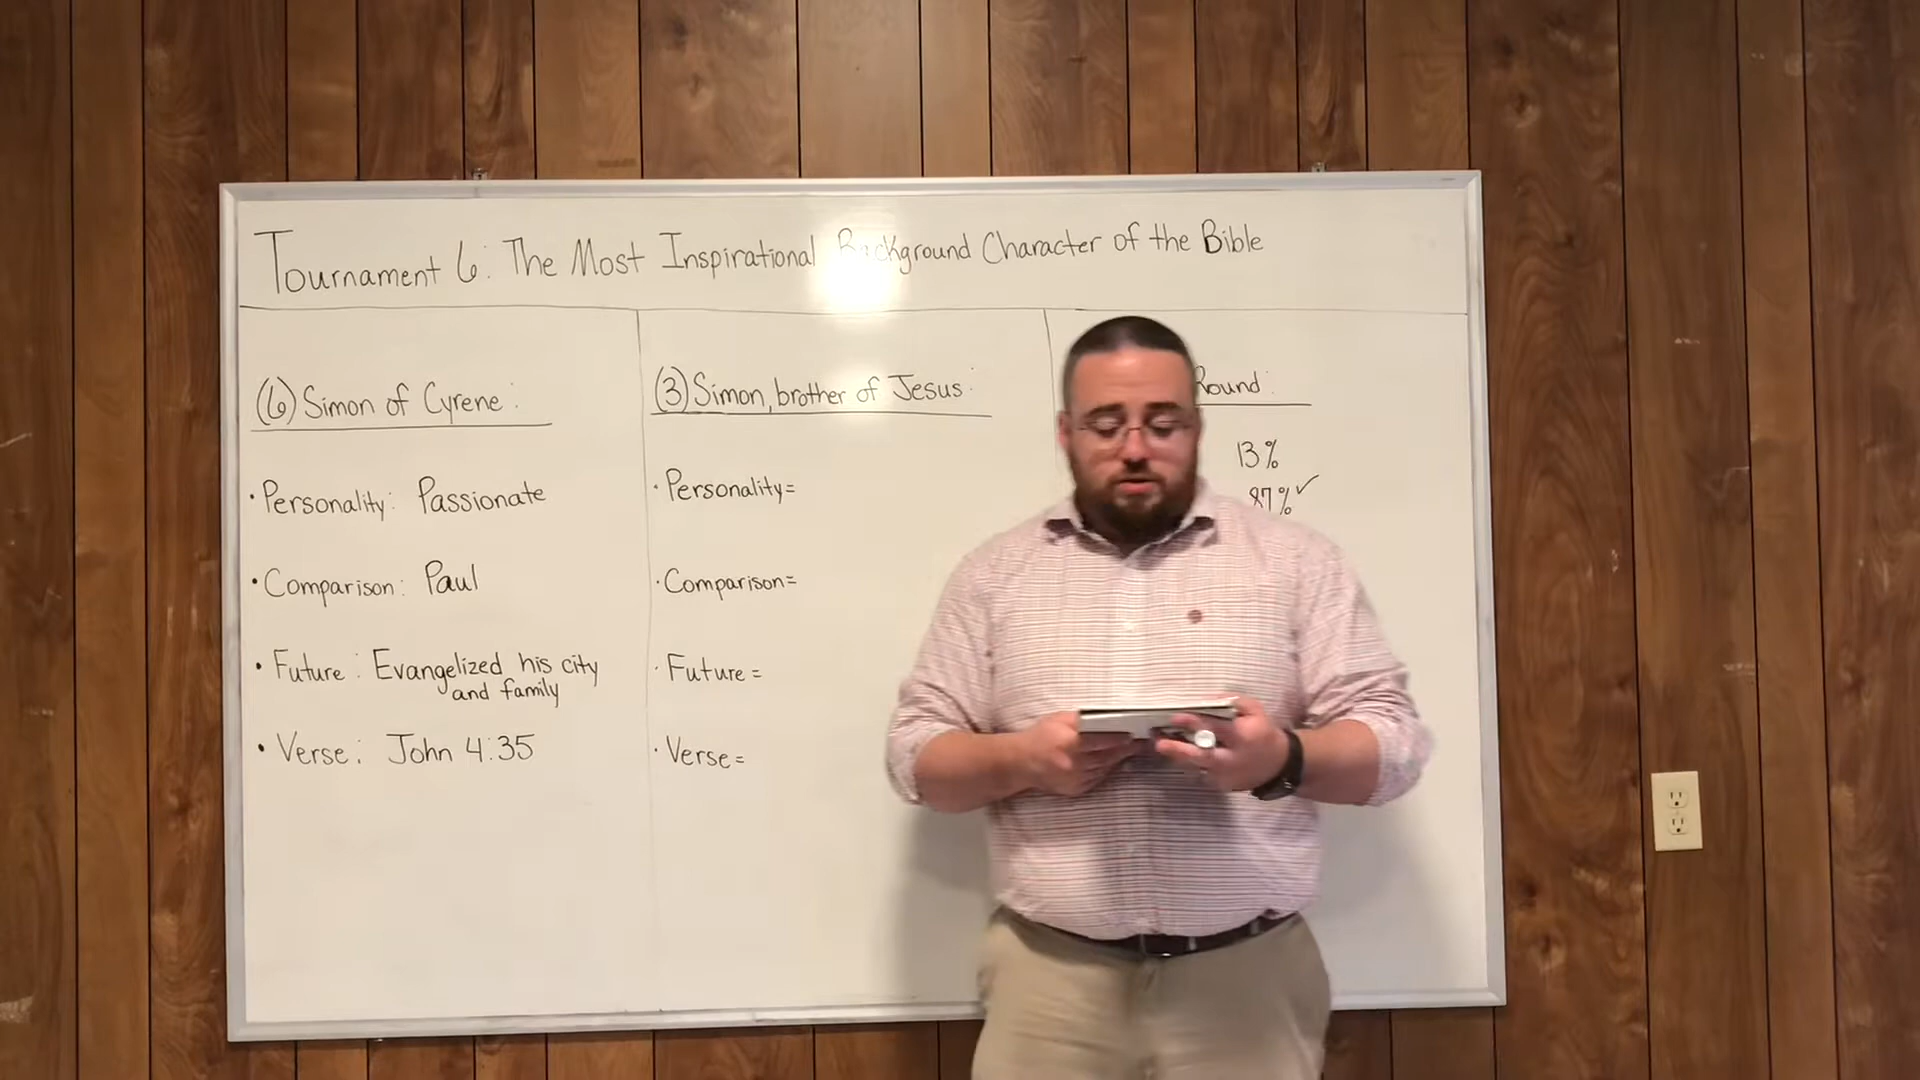 Tournament 6: The Most Inspirational Background Character of the Bible
(6) Simon of Cyrene:
• Personality: Passionate
• Comparison: Paul
• Future: Evangelized his city
and family
• Verse: John 4:35
(3) Simon, brother of Jesus:
• Personality=
• Comparison=
• Future=
• Verse=
Round:
13%
87% ✓